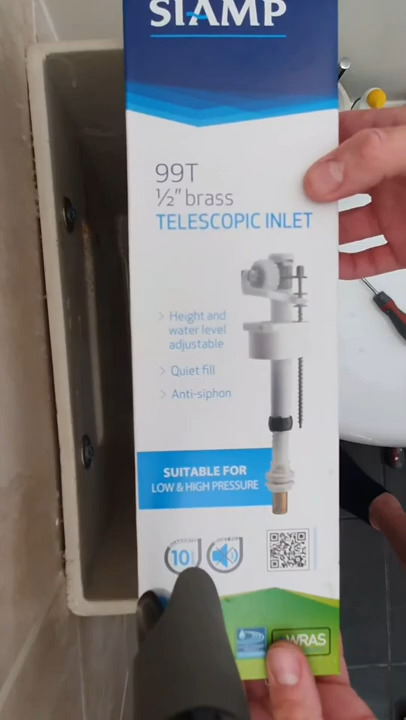 SIAMP
99T
½" brass
TELESCOPIC INLET
> Height and
water level
adjustable
> Quiet fill
> Anti-siphon
SUITABLE FOR
LOW & HIGH PRESSURE
10
WRAS